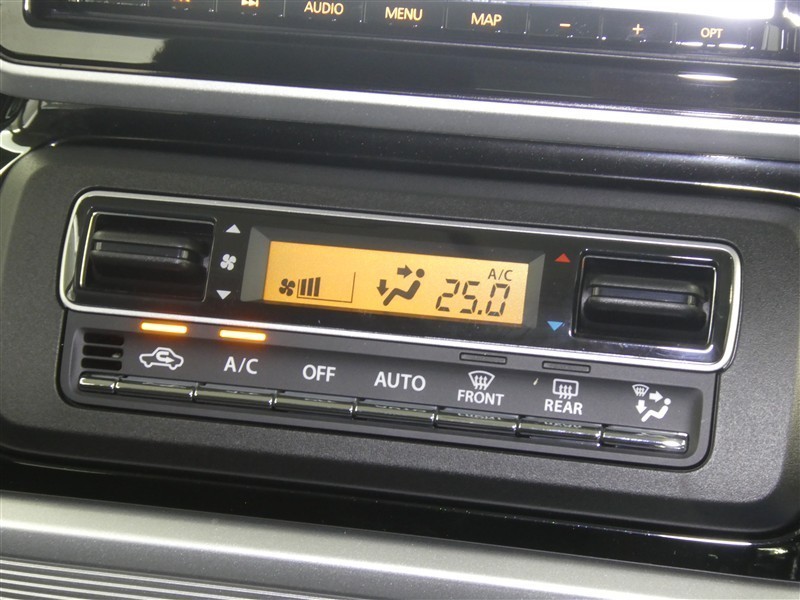 AUDIO MENU MAP - + OPT
A/C
25.0
A/C OFF AUTO FRONT REAR